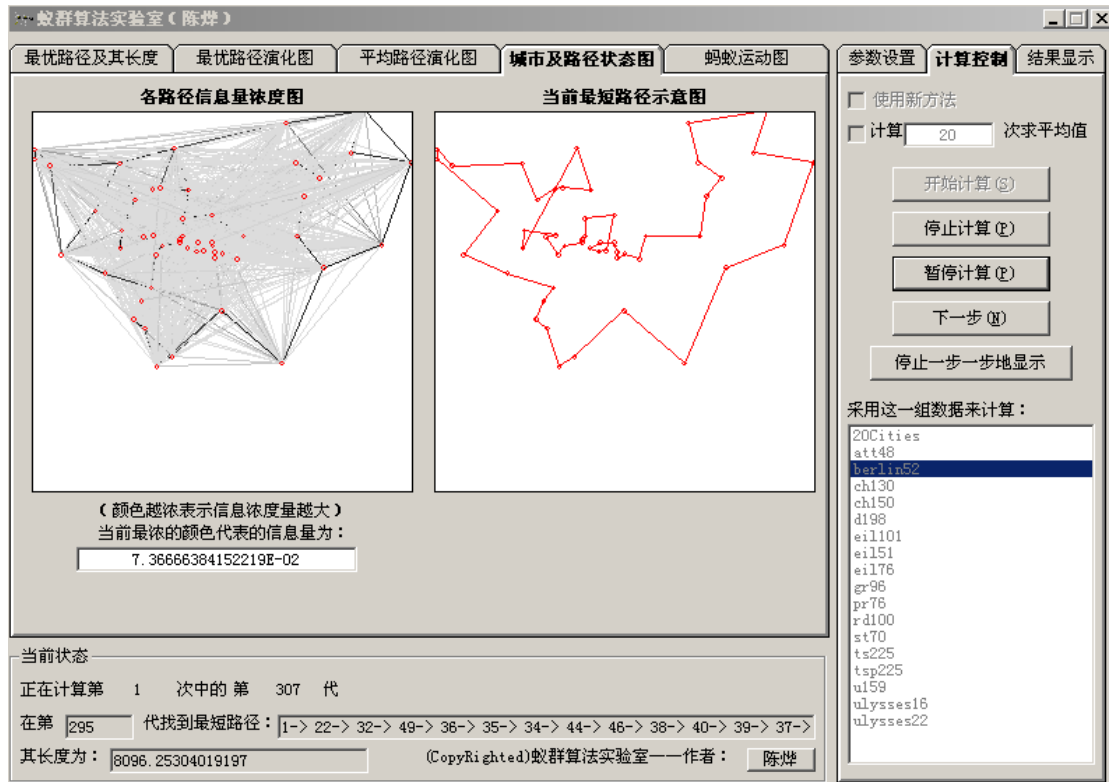 蚁群算法实验室(陈烨)
最优路径及其长度 最优路径演化图 平均路径演化图 城市及路径状态图 蚂蚁运动图
各路径信息量浓度图
当前最短路径示意图
(颜色越浓表示信息浓度量越大)
当前最浓的颜色代表的信息量为:
7.36666384152219E-02
参数设置 计算控制 结果显示
使用新方法
计算 20 次求平均值
开始计算(S)
停止计算(P)
暂停计算(P)
下一步(N)
停止一步一步地显示
采用这一组数据来计算:
20Cities
att48
berlin52
ch130
ch150
d198
eil101
eil51
eil76
gr96
pr76
rd100
st70
ts225
tsp225
u159
ulysses16
ulysses22
当前状态
正在计算第 1 次中的 第 307 代
在第 295 代找到最短路径: 1-> 22-> 32-> 49-> 36-> 35-> 34-> 44-> 46-> 38-> 40-> 39-> 37->
其长度为: 8096.25304019197 (CopyRighted)蚁群算法实验室——作者: 陈烨